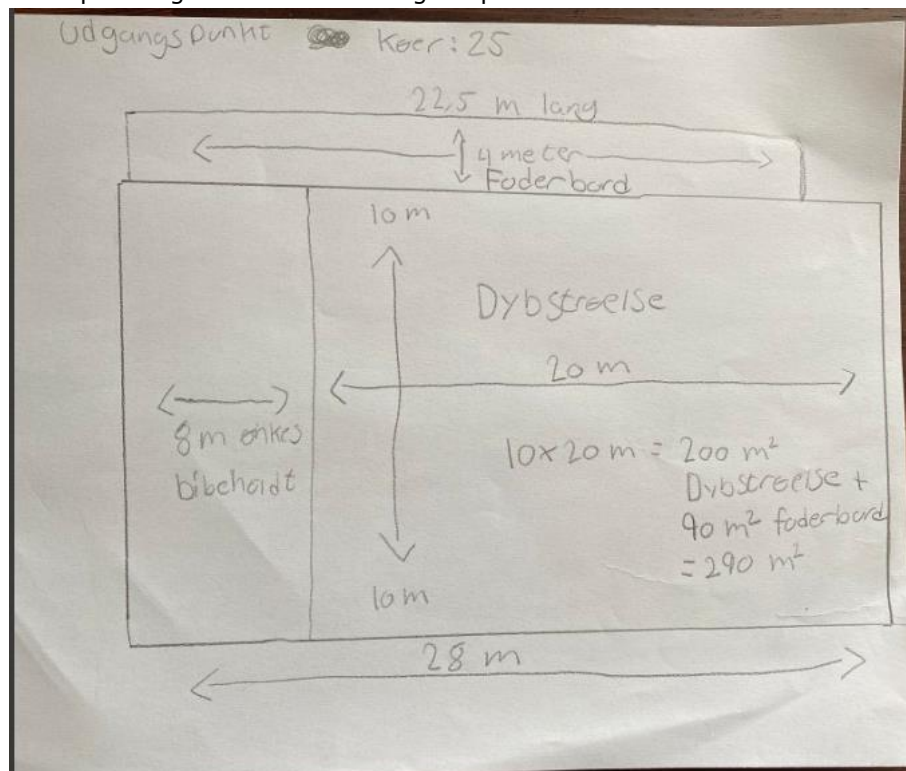 Udgangspunkt Køer: 25
22,5 m lang
4 meter
Foderbord
10 m
Dybstrøelse
20 m
8 m ønkes
bibeholdt
10x20 m = 200 m²
Dybstrøelse +
90 m² foderbord
= 290 m²
10 m
28 m